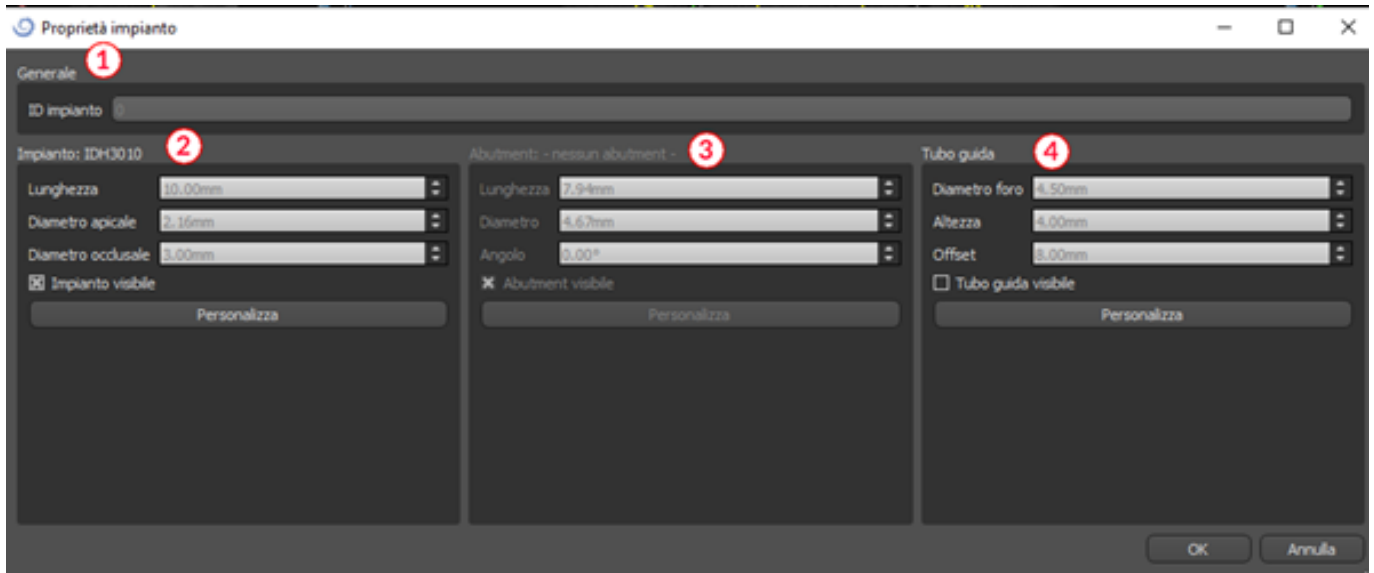 Proprietà impianto
1
Generale
ID impianto 0
Impianto: IDH3010 2
Lunghezza 10.00mm
Diametro apicale 2.16mm
Diametro occlusale 3.00mm
Impianto visibile
Personalizza
Abutment: - nessun abutment - 3
Lunghezza 7.94mm
Diametro 4.67mm
Angolo 0.00°
Abutment visibile
Personalizza
Tubo guida 4
Diametro foro 4.50mm
Altezza 4.00mm
Offset 8.00mm
Tubo guida visibile
Personalizza
OK Annulla